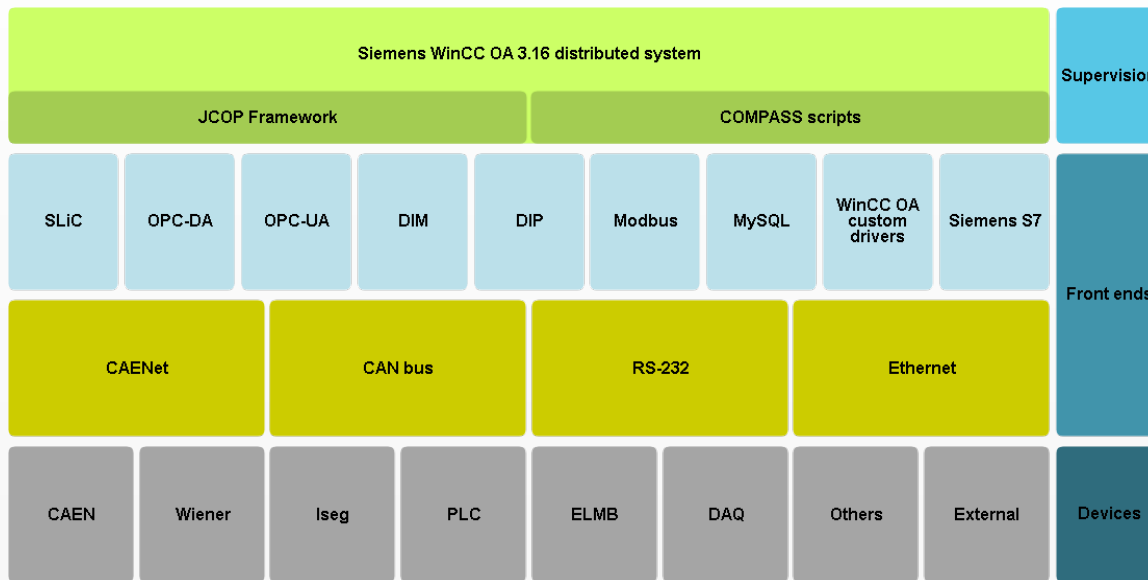 Siemens WinCC OA 3.16 distributed system
Supervision
JCOP Framework
COMPASS scripts
SLiC
OPC-DA
OPC-UA
DIM
DIP
Modbus
MySQL
WinCC OA
custom
drivers
Siemens S7
Front ends
CAENet
CAN bus
RS-232
Ethernet
CAEN
Wiener
Iseg
PLC
ELMB
DAQ
Others
External
Devices